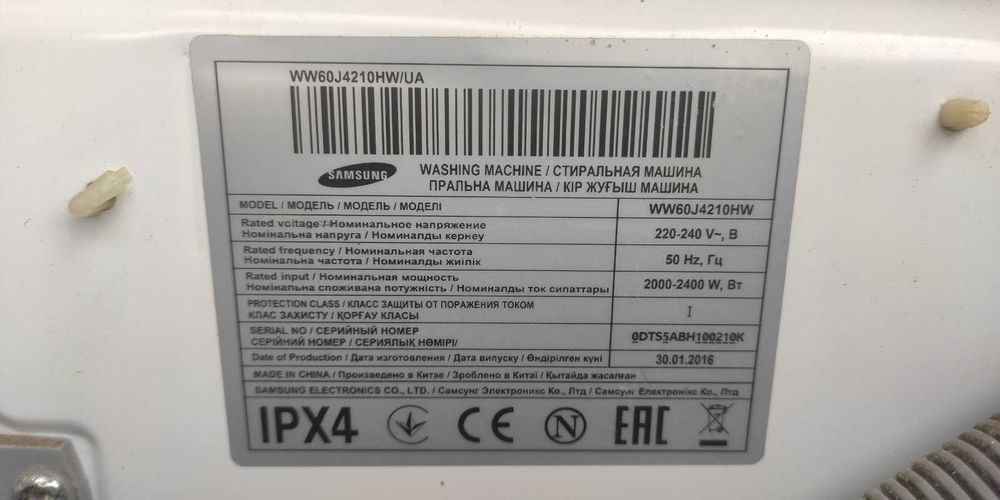 WW60J4210HW/UA
SAMSUNG
WASHING MACHINE / СТИРАЛЬНАЯ МАШИНА
ПРАЛЬНА МАШИНА / КІР ЖУҒЫШ МАШИНА
MODEL / МОДЕЛЬ / МОДЕЛЬ / МОДЕЛІ WW60J4210HW
Rated voltage / Номинальное напряжение
Номінальна напруга / Номиналды кернеу 220-240 V~, В
Rated frequency / Номинальная частота
Номінальна частота / Номиналды жиілік 50 Hz, Гц
Rated input / Номинальная мощность
Номінальна споживана потужність / Номиналды ток сипаттары 2000-2400 W, Вт
PROTECTION CLASS / КЛАСС ЗАЩИТЫ ОТ ПОРАЖЕНИЯ ТОКОМ
КЛАС ЗАХИСТУ / ҚОРҒАУ КЛАСЫ I
SERIAL NO / СЕРИЙНЫЙ НОМЕР
СЕРІЙНИЙ НОМЕР / СЕРИЯЛЫҚ НӨМІРІ/ 0DTS5ABH100210K
Date of Production / Дата изготовления / Дата випуску / Өндірілген күні 30.01.2016
MADE IN CHINA / Произведено в Китае / Зроблено в Китаї / Қытайда жасалған
SAMSUNG ELECTRONICS CO., LTD. / Самсунг Электроникс Ко., Лтд / Самсунг Електронікс Ко., Лтд
IPX4 CE N EAC